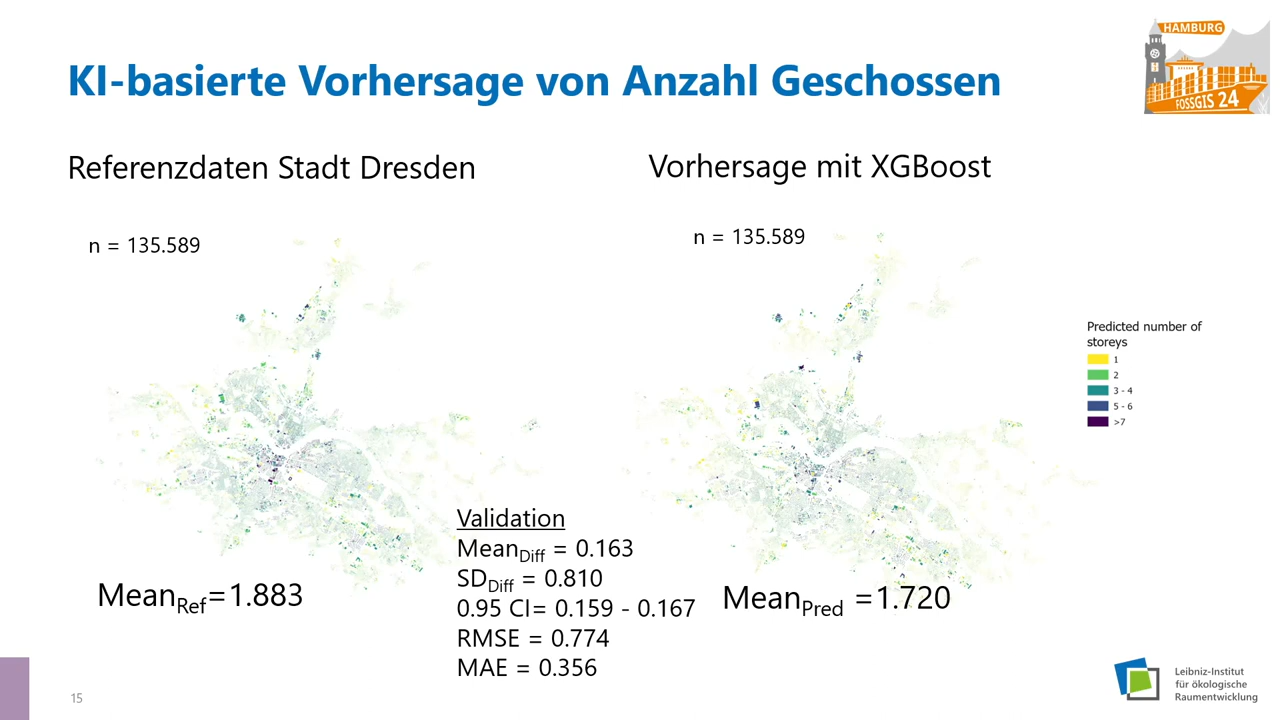 KI-basierte Vorhersage von Anzahl Geschossen
HAMBURG
FOSSGIS 24
Referenzdaten Stadt Dresden
Vorhersage mit XGBoost
n = 135.589
n = 135.589
Predicted number of
storeys
1
2
3 - 4
5 - 6
>7
Validation
MeanDiff = 0.163
SDDiff = 0.810
0.95 CI= 0.159 - 0.167
RMSE = 0.774
MAE = 0.356
MeanRef=1.883
MeanPred =1.720
15
Leibniz-Institut
für ökologische
Raumentwicklung